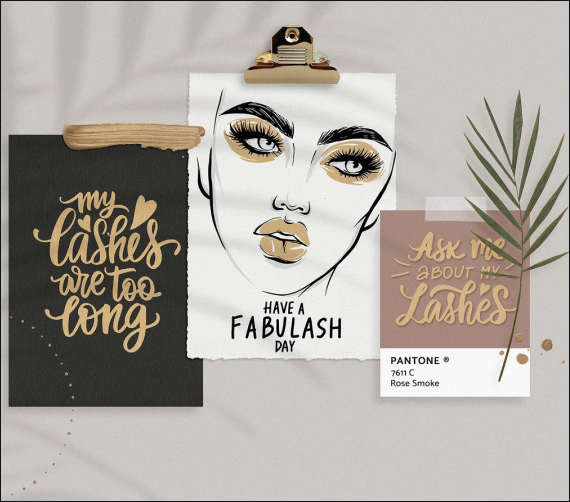 my
lashes
are too
long
HAVE A
FABULASH
DAY
Ask me
ABOUT MY
Lashes
PANTONE ®
7611 C
Rose Smoke